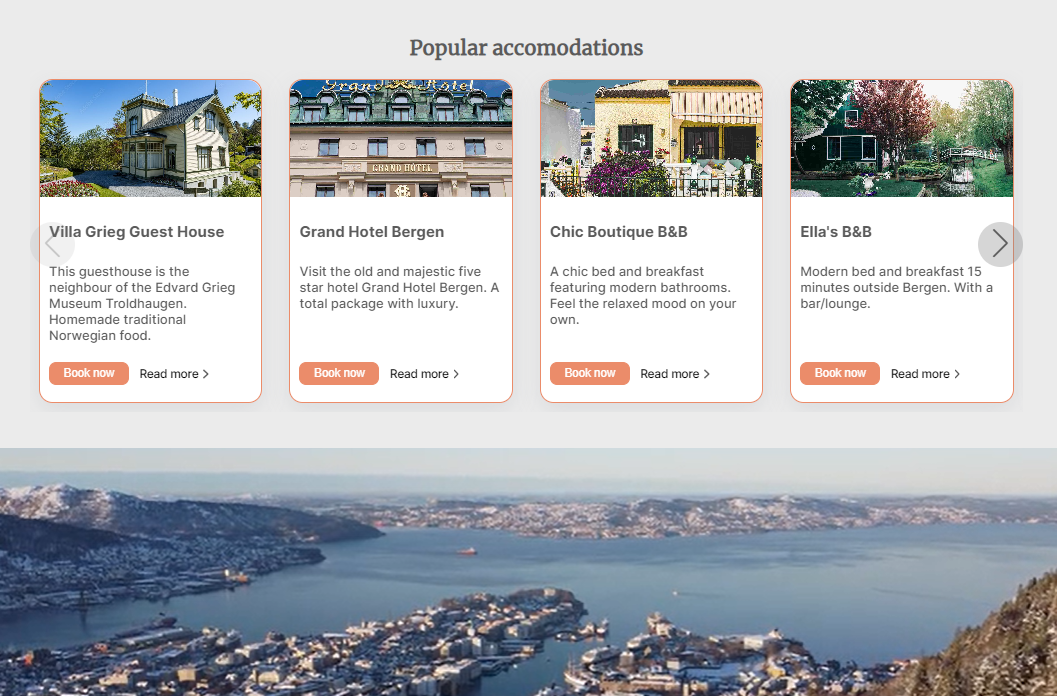 Popular accomodations
Grand Hotel
GRAND HOTEL
Villa Grieg Guest House
This guesthouse is the
neighbour of the Edvard Grieg
Museum Troldhaugen.
Homemade traditional
Norwegian food.
Book now
Read more
Grand Hotel Bergen
Visit the old and majestic five
star hotel Grand Hotel Bergen. A
total package with luxury.
Book now
Read more
Chic Boutique B&B
A chic bed and breakfast
featuring modern bathrooms.
Feel the relaxed mood on your
own.
Book now
Read more
Ella's B&B
Modern bed and breakfast 15
minutes outside Bergen. With a
bar/lounge.
Book now
Read more